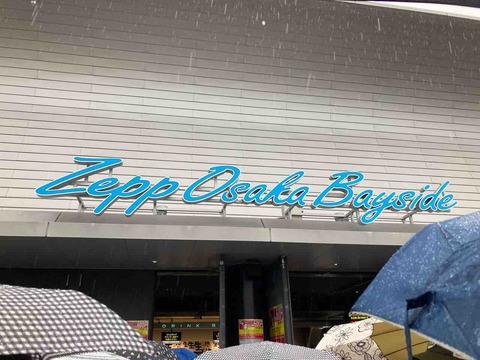 Zepp Osaka Bayside
DRINK B